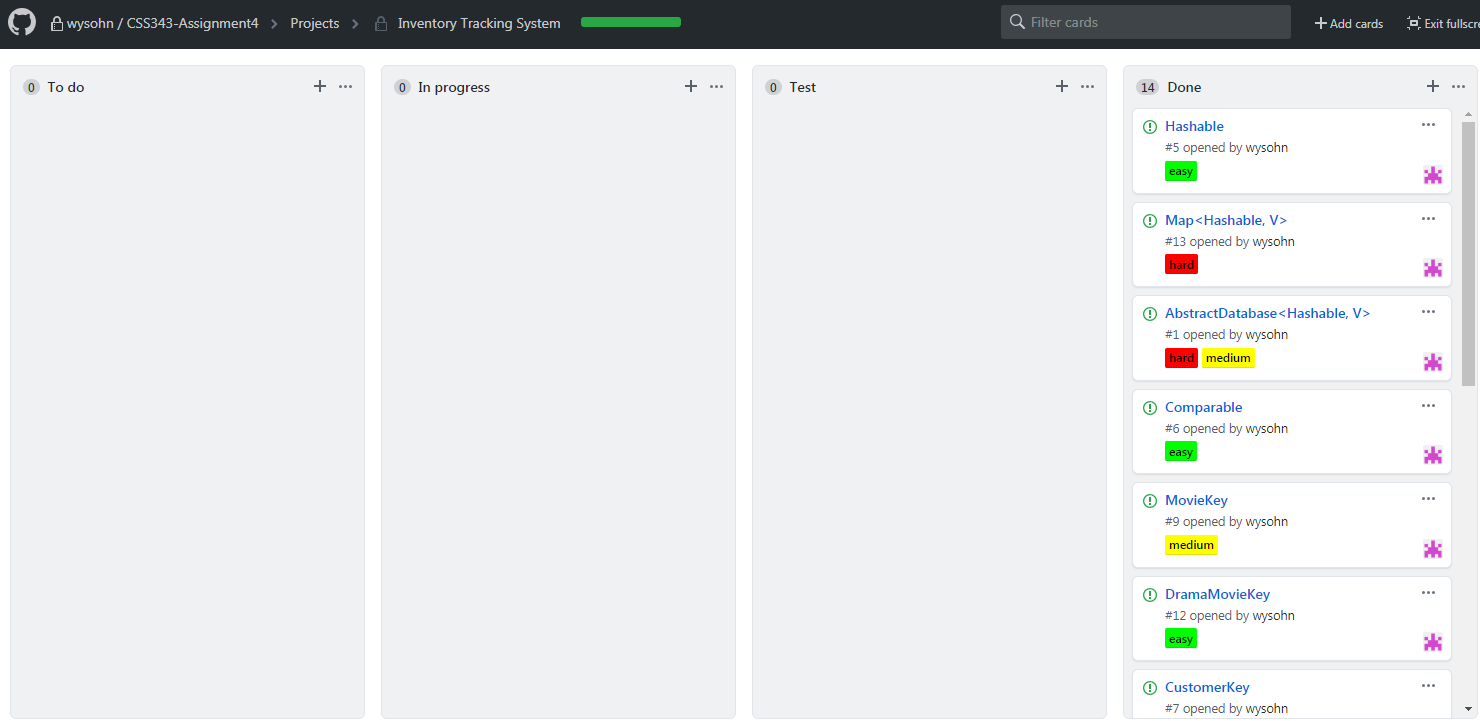 wysohn / CSS343-Assignment4 Projects Inventory Tracking System Filter cards Add cards Exit fullscre
0 To do
0 In progress
0 Test
14 Done
Hashable
#5 opened by wysohn
easy
Map<Hashable, V>
#13 opened by wysohn
hard
AbstractDatabase<Hashable, V>
#1 opened by wysohn
hard medium
Comparable
#6 opened by wysohn
easy
MovieKey
#9 opened by wysohn
medium
DramaMovieKey
#12 opened by wysohn
easy
CustomerKey
#7 opened by wysohn